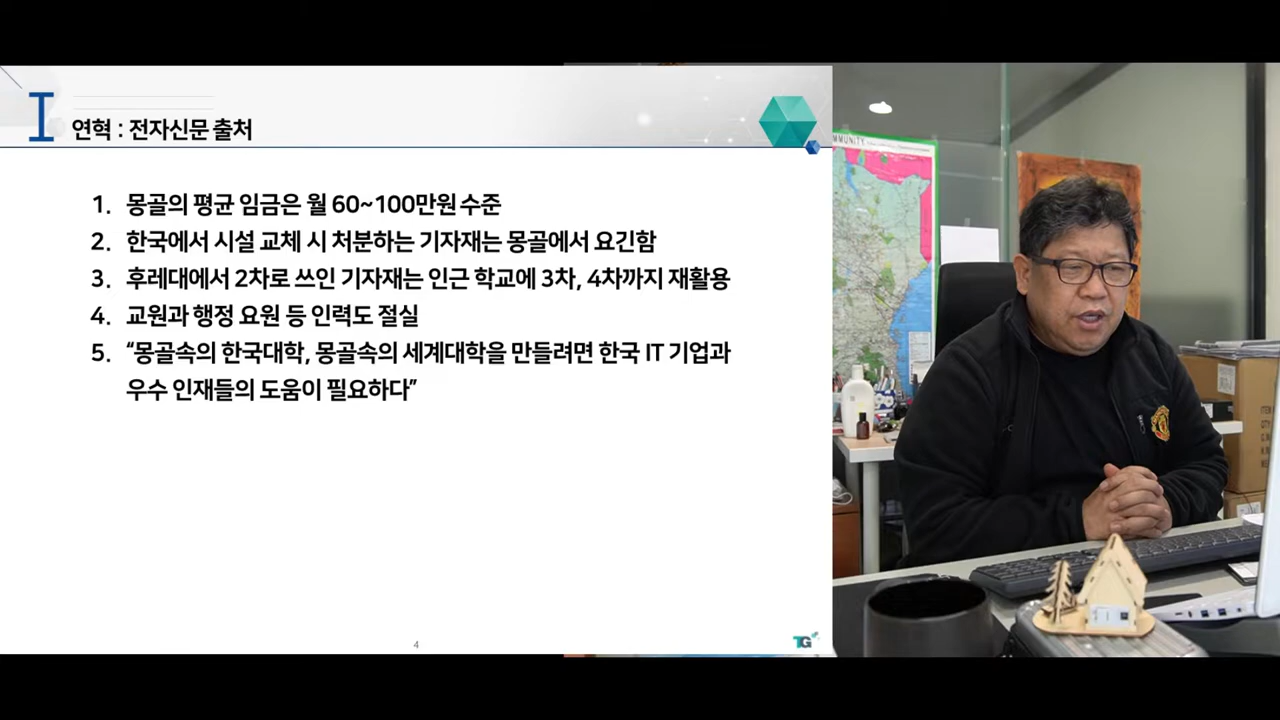 I
연혁 : 전자신문 출처
1. 몽골의 평균 임금은 월 60~100만원 수준
2. 한국에서 시설 교체 시 처분하는 기자재는 몽골에서 요긴함
3. 후레대에서 2차로 쓰인 기자재는 인근 학교에 3차, 4차까지 재활용
4. 교원과 행정 요원 등 인력도 절실
5. “몽골속의 한국대학, 몽골속의 세계대학을 만들려면 한국 IT 기업과
우수 인재들의 도움이 필요하다”
4
TG
MMUNITY